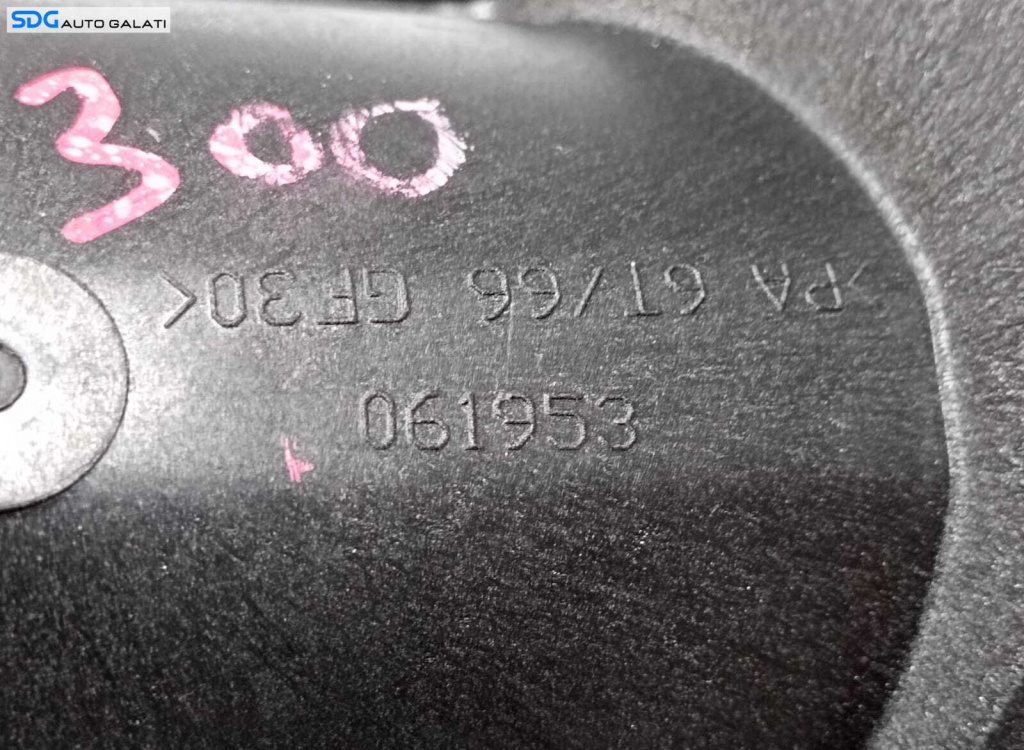 SDG AUTO GALATI
300
>PA 6T/66 GF30<
061953